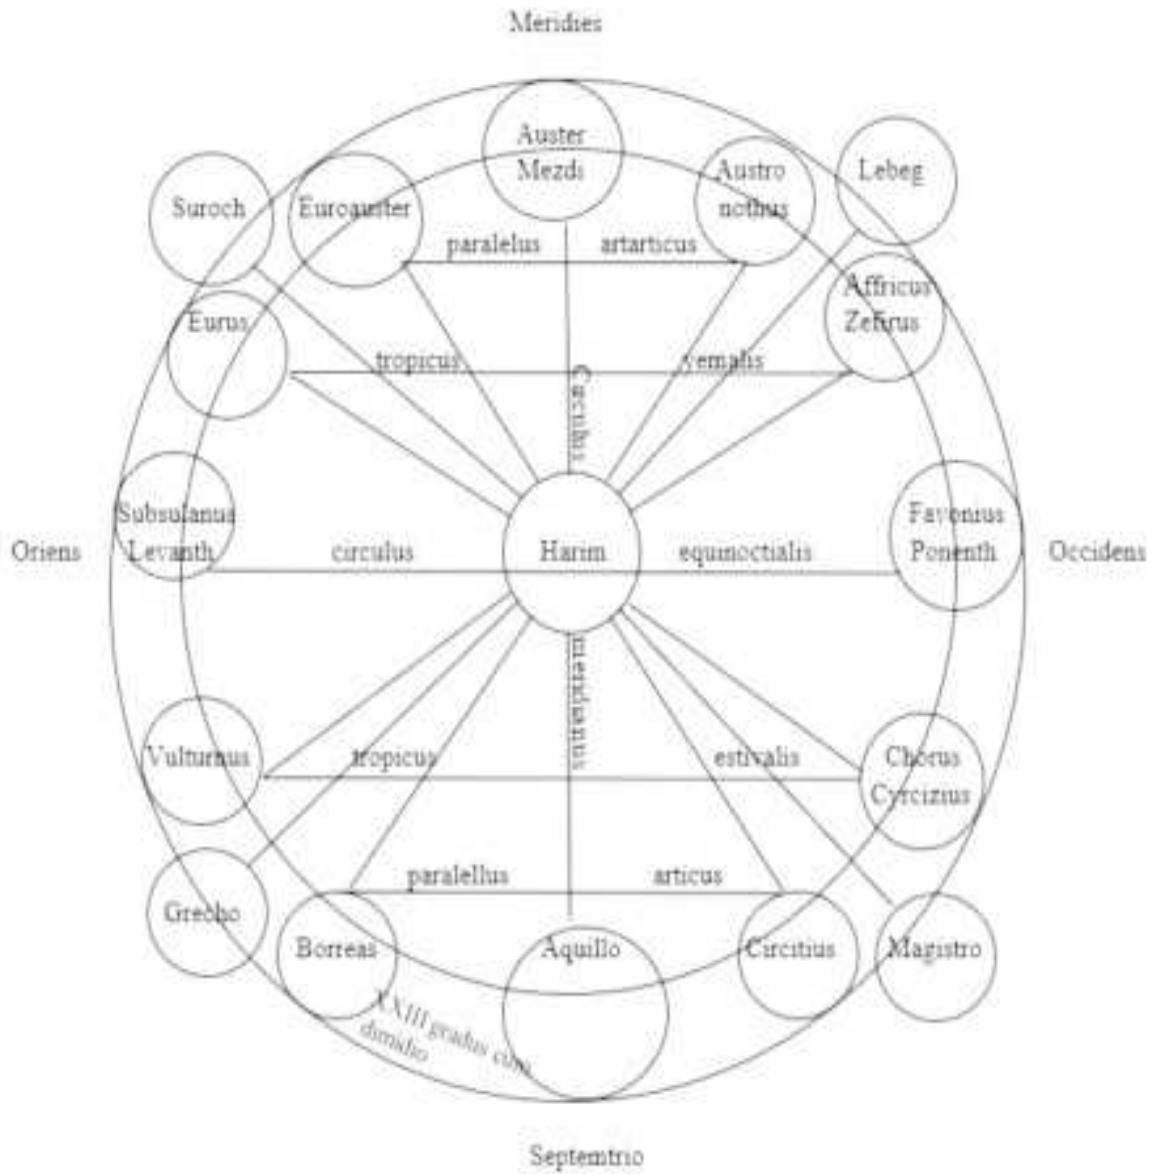 Meridies
Auster
Mezdi
Austro
nothus
Lebeg
Suroch
Euroauster
paralelus
artarticus
Affricus
Zefirus
Eurus
tropicus
yemalis
Circulus
Subsulanus
Levanth
Favonius
Ponenth
Oriens
circulus
Harim
equinoctialis
Occidens
meridianus
Vulturnus
tropicus
estivalis
Chorus
Cyrcizius
paralellus
articus
Grecho
Borreas
Aquillo
Circitius
Magistro
XXIII gradus cum
dimidio
Septemtrio